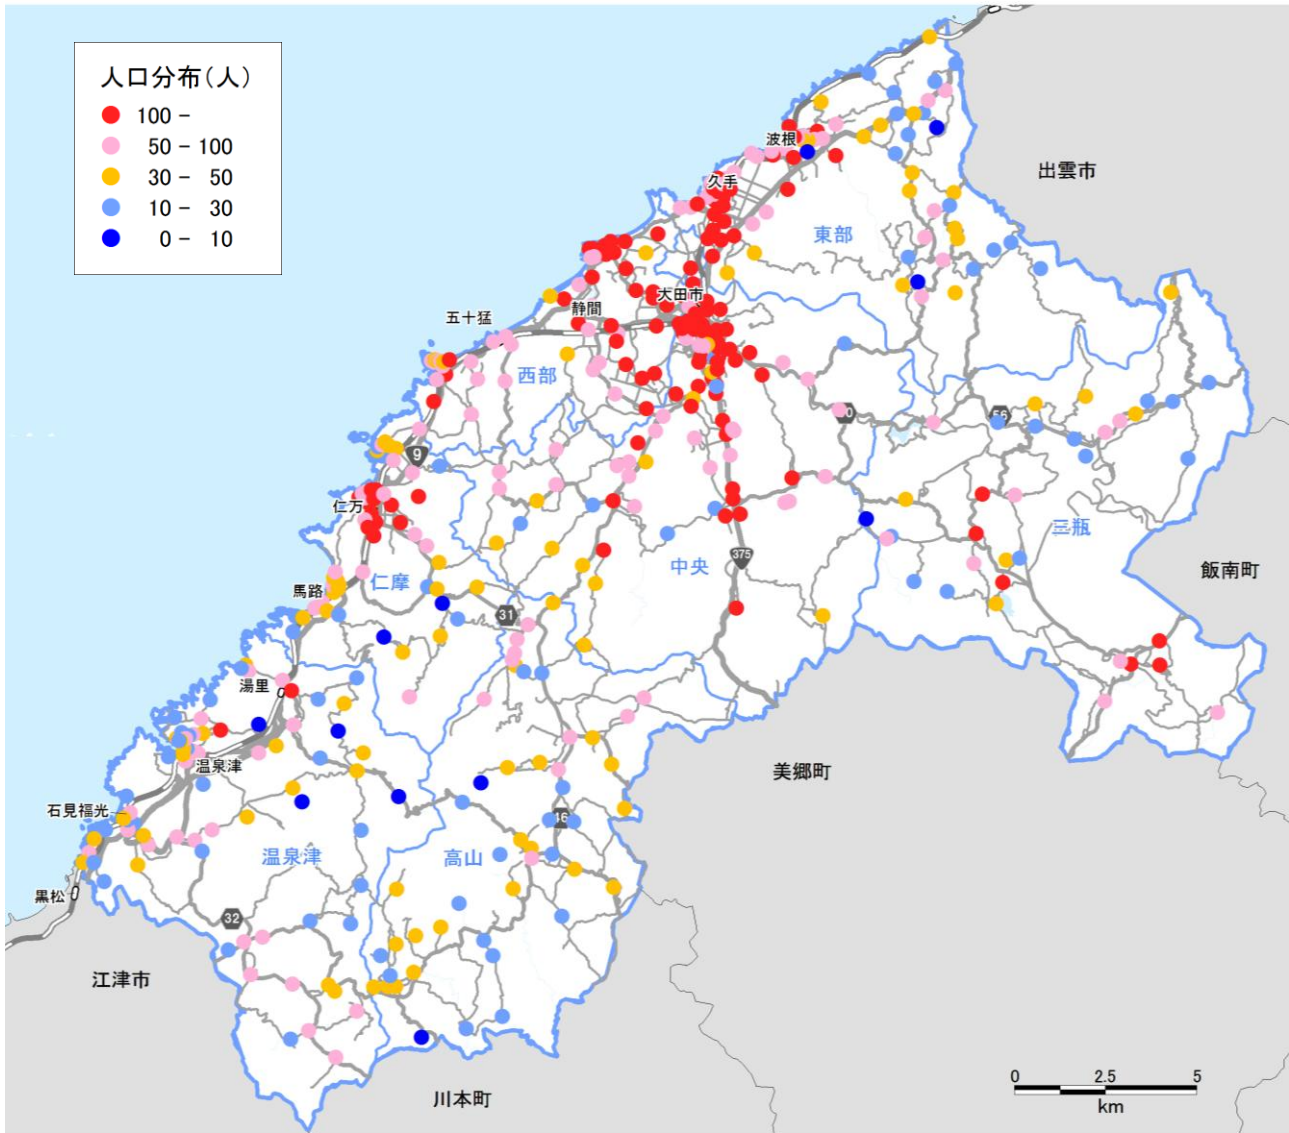 人口分布(人)
100 -
50 - 100
30 - 50
10 - 30
0 - 10
波根
出雲市
久手
東部
大田市
静間
五十猛
西部
56
9
仁万
三瓶
375
中央
飯南町
仁摩
馬路
31
湯里
美郷町
温泉津
石見福光
温泉津
高山
黒松
32
江津市
川本町
0 2.5 5
km